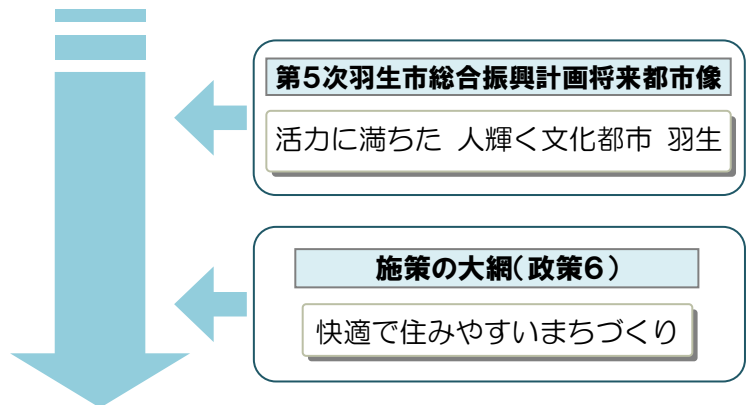 第5次羽生市総合振興計画将来都市像
活力に満ちた 人輝く文化都市 羽生
施策の大綱(政策6)
快適で住みやすいまちづくり